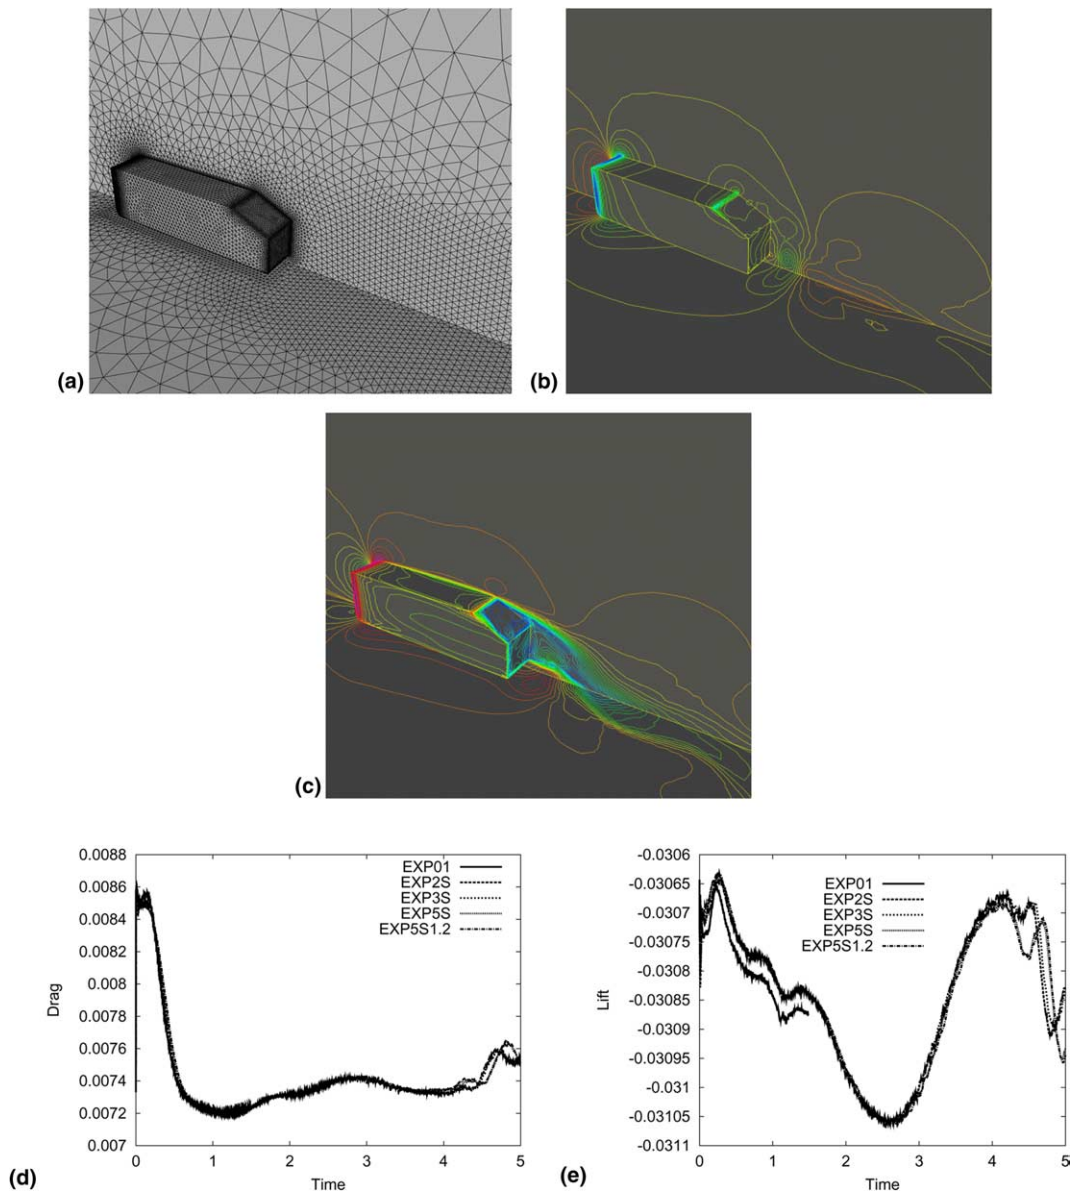 (a)
(b)
(c)
0.0088
0.0086
0.0084
0.0082
0.008
0.0078
0.0076
0.0074
0.0072
0.007
Drag
EXP01
EXP2S
EXP3S
EXP5S
EXP5S1.2
0 1 2 3 4 5
Time
(d)
-0.0306
-0.03065
-0.0307
-0.03075
-0.0308
-0.03085
-0.0309
-0.03095
-0.031
-0.03105
-0.0311
Lift
EXP01
EXP2S
EXP3S
EXP5S
EXP5S1.2
0 1 2 3 4 5
Time
(e)